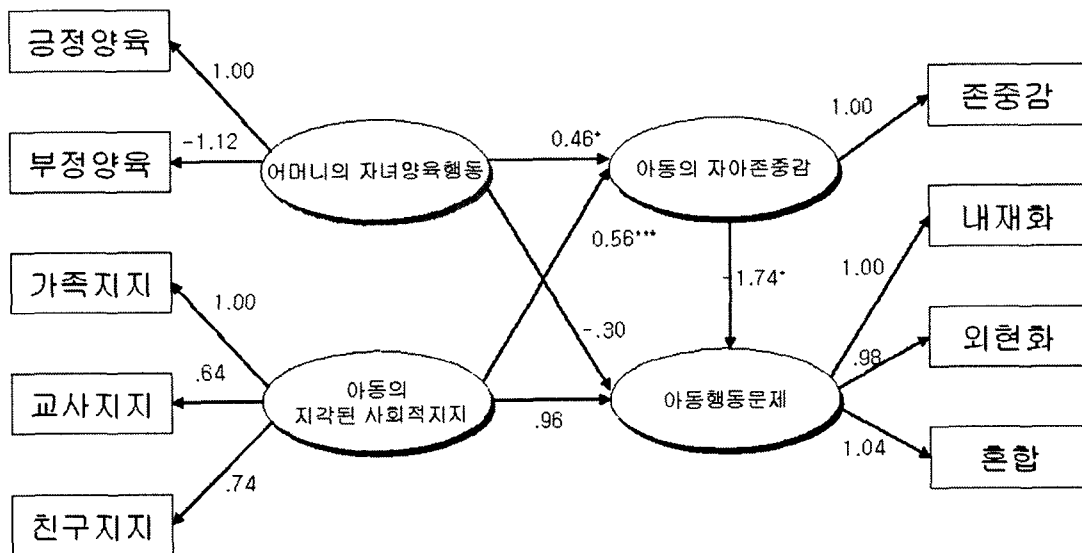 긍정양육
1.00
존중감
1.00
부정양육
-1.12
어머니의 자녀양육행동
0.46*
아동의 자아존중감
내재화
0.56***
가족지지
1.00
-1.74*
1.00
-.30
외현화
.98
교사지지
.64
아동의
지각된 사회적지지
.96
아동행동문제
1.04
혼합
.74
친구지지